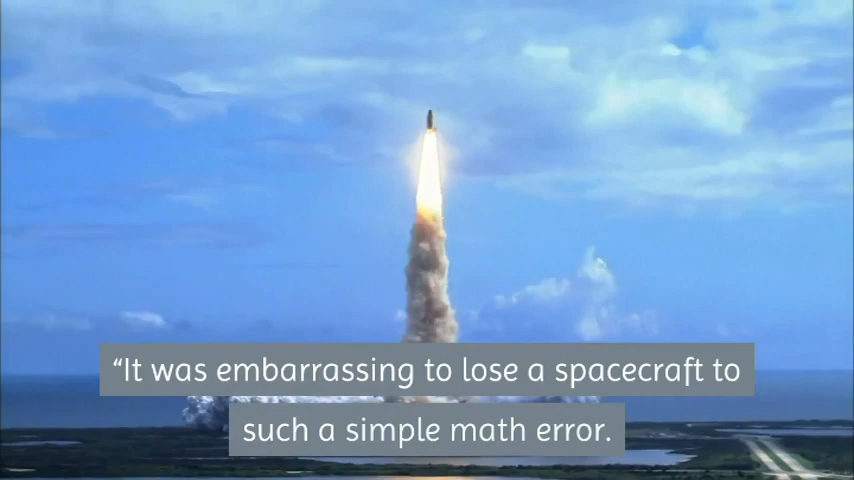 “It was embarrassing to lose a spacecraft to
such a simple math error.